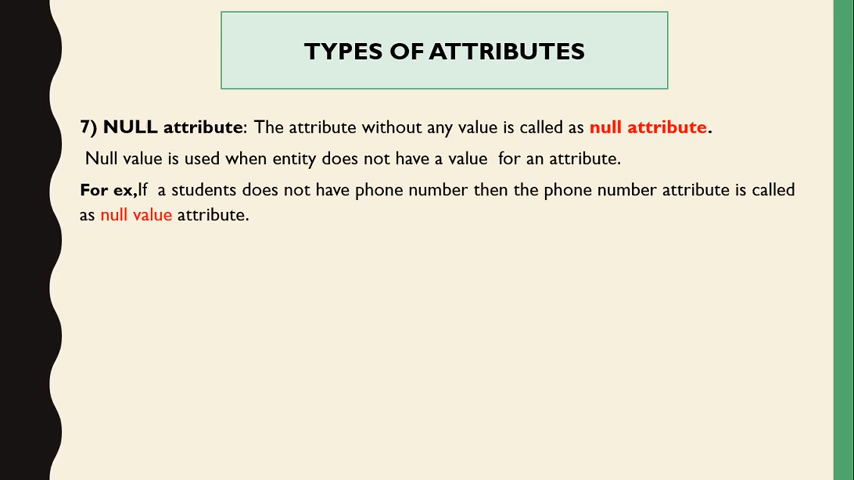 TYPES OF ATTRIBUTES
7) NULL attribute: The attribute without any value is called as null attribute.
Null value is used when entity does not have a value for an attribute.
For ex,If a students does not have phone number then the phone number attribute is called
as null value attribute.